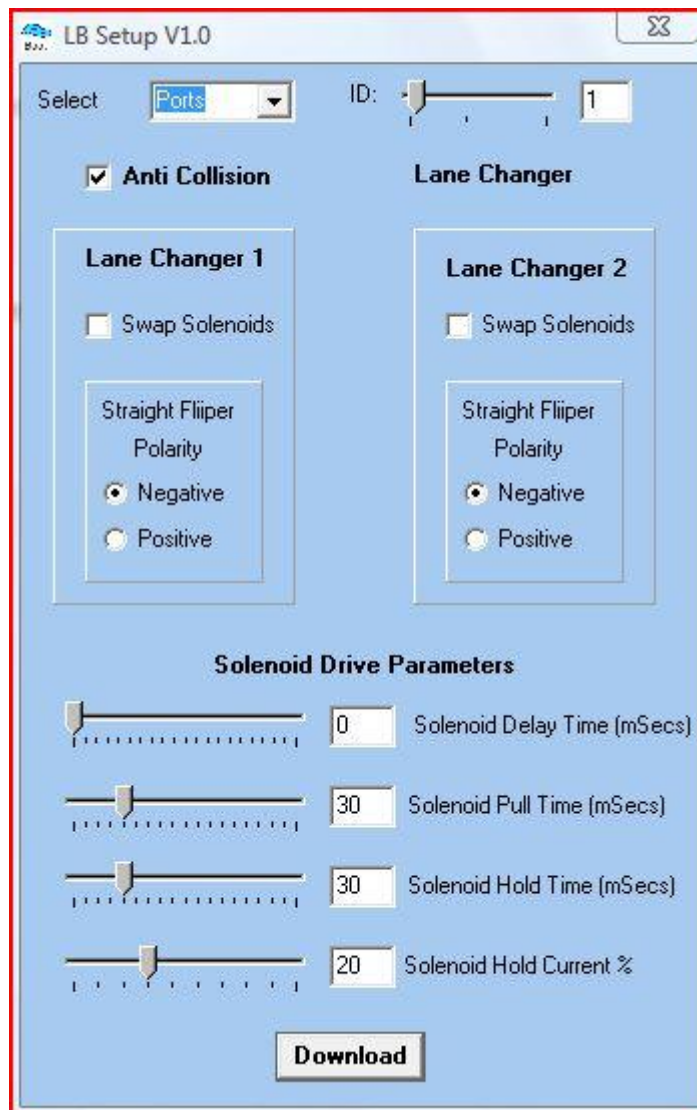 LB Setup V1.0
Select Ports ID: 1
Anti Collision Lane Changer
Lane Changer 1
Swap Solenoids
Straight Fliiper
Polarity
Negative
Positive
Lane Changer 2
Swap Solenoids
Straight Fliiper
Polarity
Negative
Positive
Solenoid Drive Parameters
0 Solenoid Delay Time (mSecs)
30 Solenoid Pull Time (mSecs)
30 Solenoid Hold Time (mSecs)
20 Solenoid Hold Current %
Download